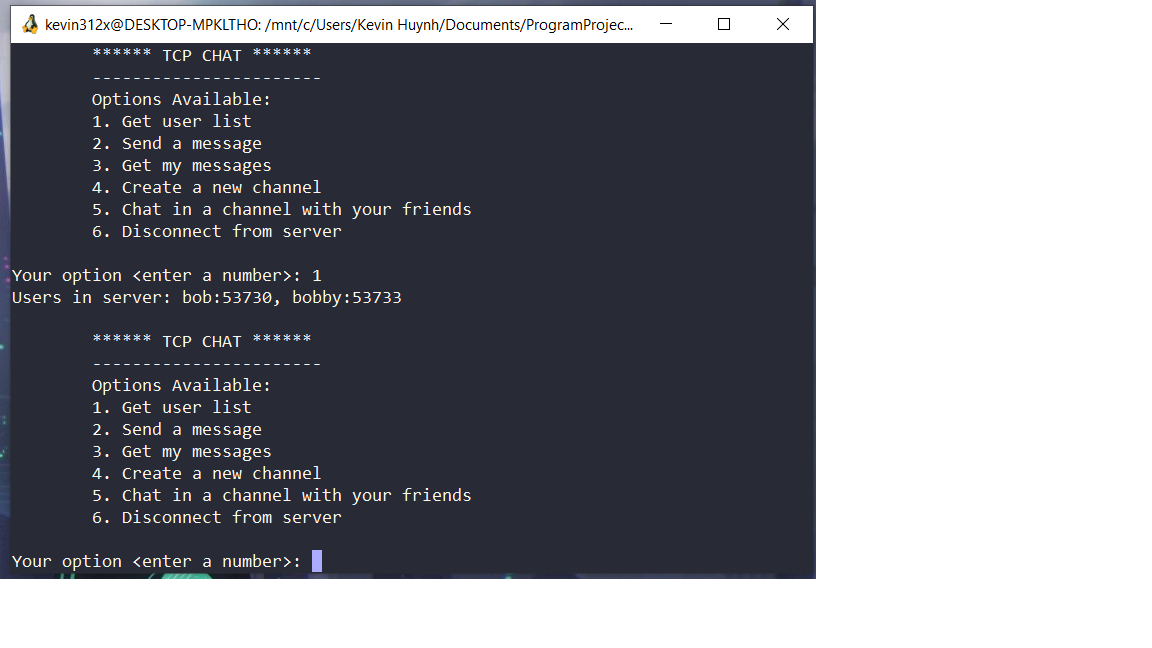 kevin312x@DESKTOP-MPKLTHO: /mnt/c/Users/Kevin Huynh/Documents/ProgramProjec...
****** TCP CHAT ******
-----------------------
Options Available:
1. Get user list
2. Send a message
3. Get my messages
4. Create a new channel
5. Chat in a channel with your friends
6. Disconnect from server
Your option <enter a number>: 1
Users in server: bob:53730, bobby:53733
****** TCP CHAT ******
-----------------------
Options Available:
1. Get user list
2. Send a message
3. Get my messages
4. Create a new channel
5. Chat in a channel with your friends
6. Disconnect from server
Your option <enter a number>: